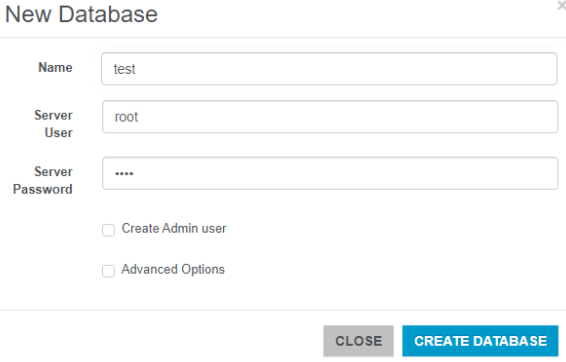 New Database
×
Name
test
Server
User
root
Server
Password
••••
Create Admin user
Advanced Options
CLOSE
CREATE DATABASE